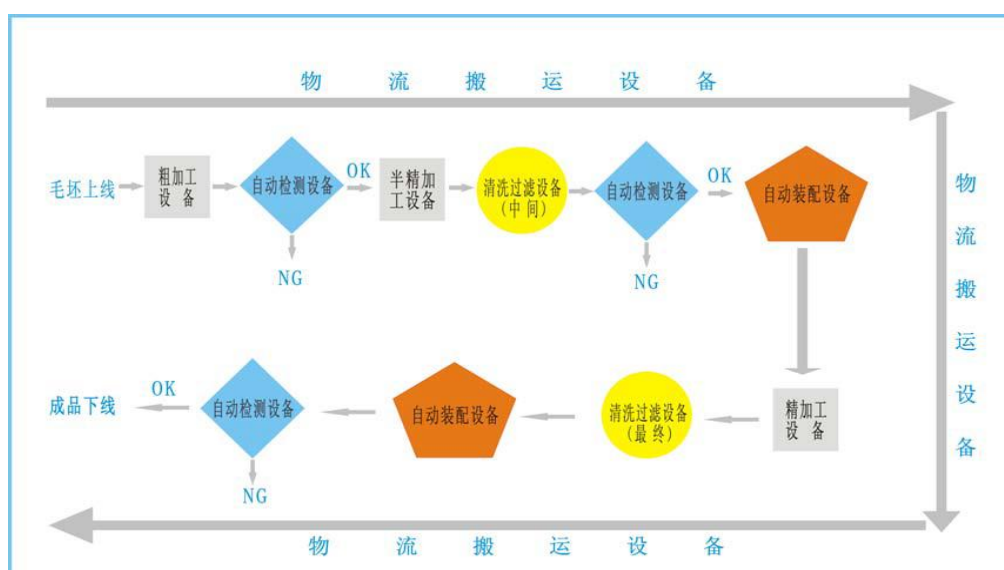 物流搬运设备
毛坯上线
粗加工
设备
自动检测设备
OK
NG
半精加
工设备
清洗过滤设备
(中间)
自动检测设备
OK
NG
自动装配设备
物流搬运设备
精加工
设备
清洗过滤设备
(最终)
自动装配设备
自动检测设备
NG
OK
成品下线
物流搬运设备